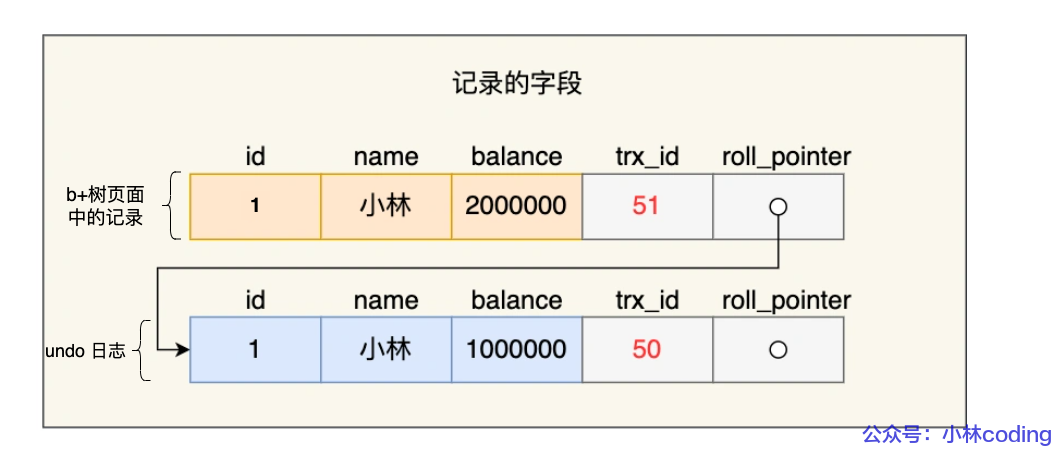 记录的字段
id name balance trx_id roll_pointer
b+树页面
中的记录
1 小林 2000000 51
id name balance trx_id roll_pointer
undo 日志 1 小林 1000000 50
公众号：小林coding